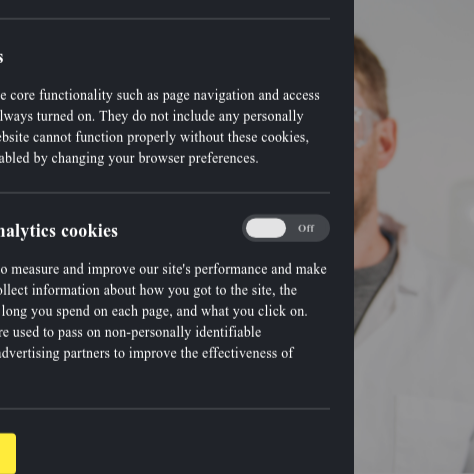 s
e core functionality such as page navigation and access
lways turned on. They do not include any personally
ebsite cannot function properly without these cookies,
abled by changing your browser preferences.
nalytics cookies
Off
o measure and improve our site's performance and make
ollect information about how you got to the site, the
long you spend on each page, and what you click on.
re used to pass on non-personally identifiable
advertising partners to improve the effectiveness of